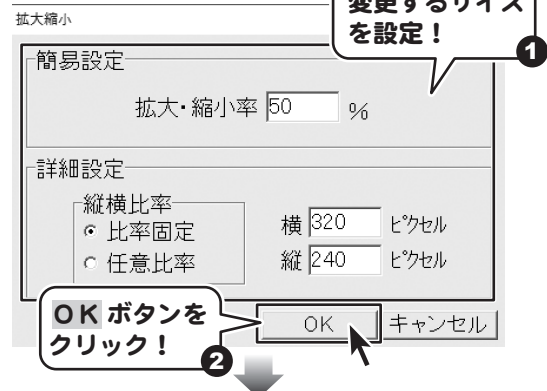 変更するサイズ
を設定！
1
拡大縮小
簡易設定
拡大・縮小率 50 %
詳細設定
縦横比率
比率固定
任意比率
横 320 ピクセル
縦 240 ピクセル
OK ボタンを
クリック！
2
OK キャンセル